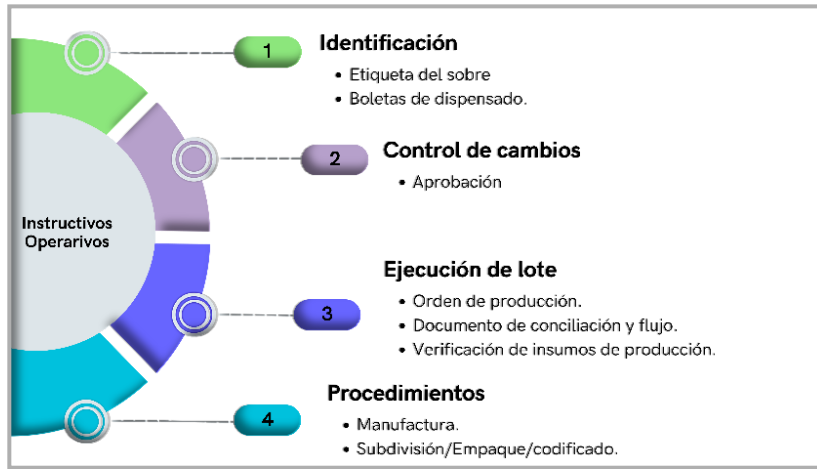 Instructivos
Operarivos
1
Identificación
• Etiqueta del sobre
• Boletas de dispensado.
2
Control de cambios
• Aprobación
3
Ejecución de lote
• Orden de producción.
• Documento de conciliación y flujo.
• Verificación de insumos de producción.
4
Procedimientos
• Manufactura.
• Subdivisión/Empaque/codificado.